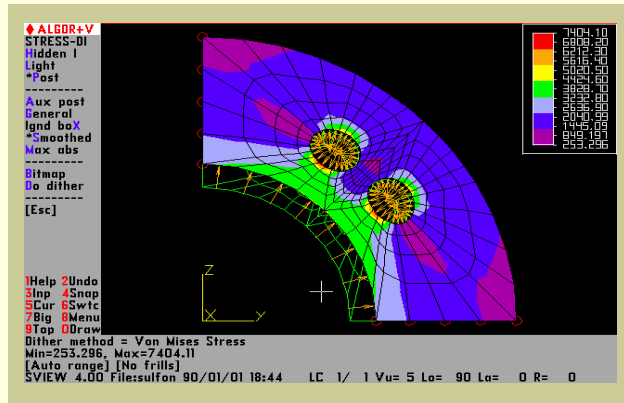 ALGOR+V
STRESS-DI
Hidden l
Light
*Post
---------
Aux post
General
Ignd boX
*Smoothed
Max abs
---------
Bitmap
Do dither
---------
[Esc]
1Help 2Undo
3Inp 4Snap
5Cur 6Swtc
7Big 8Menu
9Top 0Draw
7404.10
6808.20
6212.30
5616.40
5020.50
4424.60
3828.70
3232.80
2636.90
2040.99
1445.09
849.197
253.296
Z
X Y
Dither method = Von Mises Stress
Min=253.296, Max=7404.11
[Auto range] [No frills]
SVIEW 4.00 File:sulfon 90/01/01 18:44 LC 1/ 1 Vu= 5 Lo= 90 La= 0 R= 0